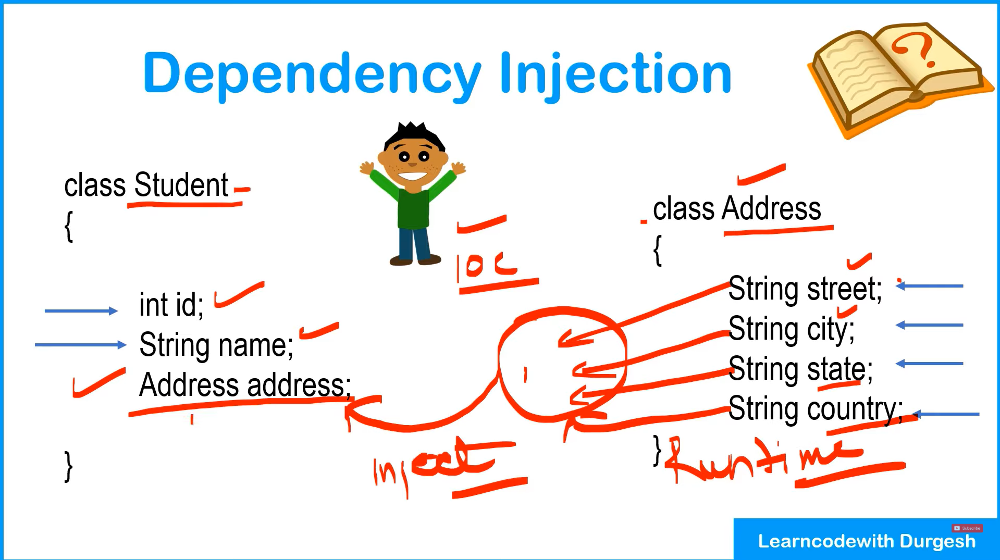 Dependency Injection
?
class Student
{
int id;
String name;
Address address;
}
IOC
class Address
{
String street;
String city;
String state;
String country;
}
Inject
Runtime
Subscribe
Learncodewith Durgesh